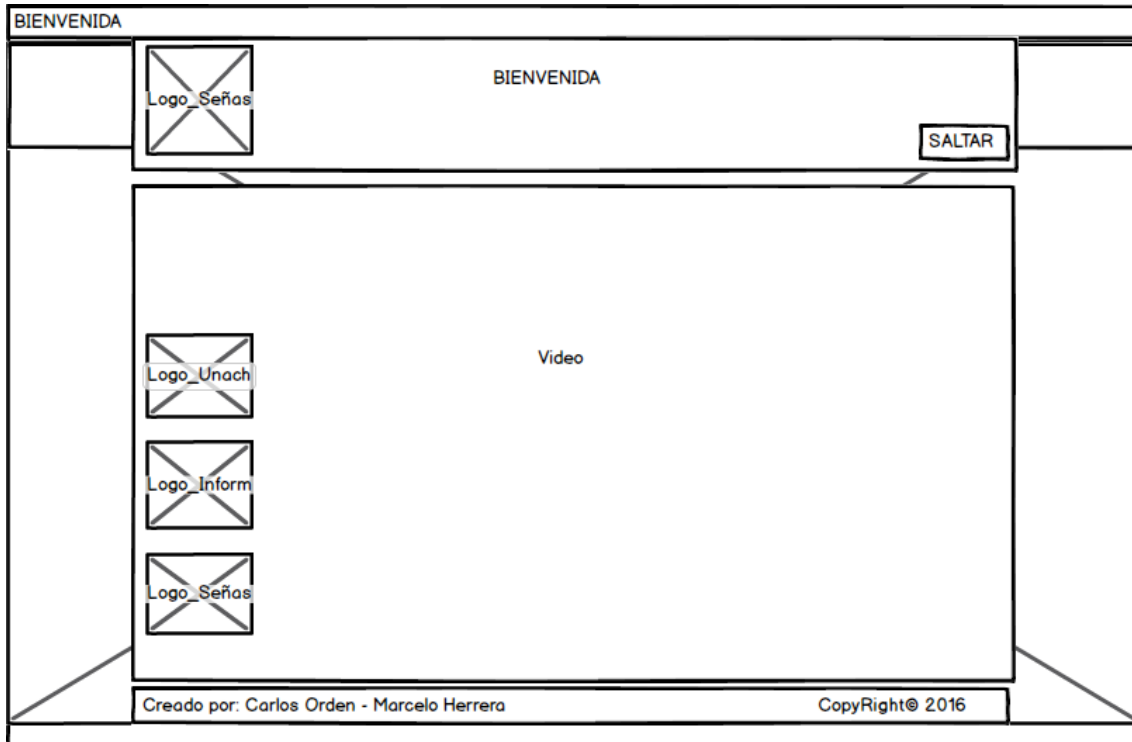 BIENVENIDA
Logo_Señas
BIENVENIDA
SALTAR
Video
Logo_Unach
Logo_Inform
Logo_Señas
Creado por: Carlos Orden - Marcelo Herrera
CopyRight© 2016